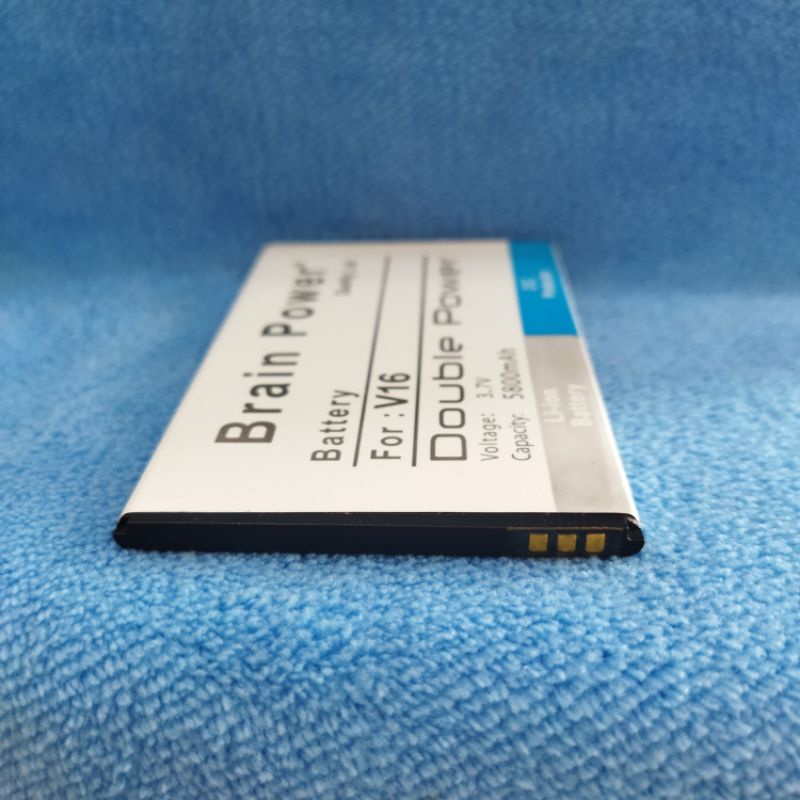 Brain Power
Battery
For : V16
Double Power
Voltage: 3.7V
Capacity: 5800mAh
Li-ion
Battery